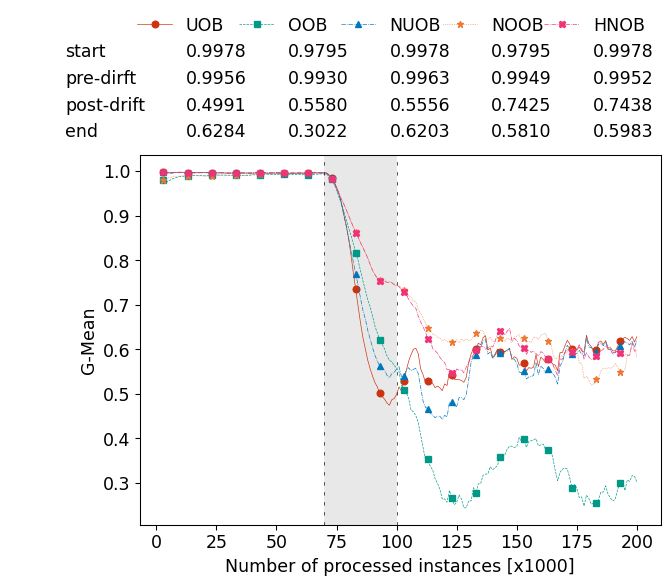 UOB OOB NUOB NOOB HNOB
start 0.9978 0.9795 0.9978 0.9795 0.9978
pre-dirft 0.9956 0.9930 0.9963 0.9949 0.9952
post-drift 0.4991 0.5580 0.5556 0.7425 0.7438
end 0.6284 0.3022 0.6203 0.5810 0.5983
1.0
0.9
0.8
0.7
0.6
0.5
0.4
0.3
G-Mean
0 25 50 75 100 125 150 175 200
Number of processed instances [x1000]